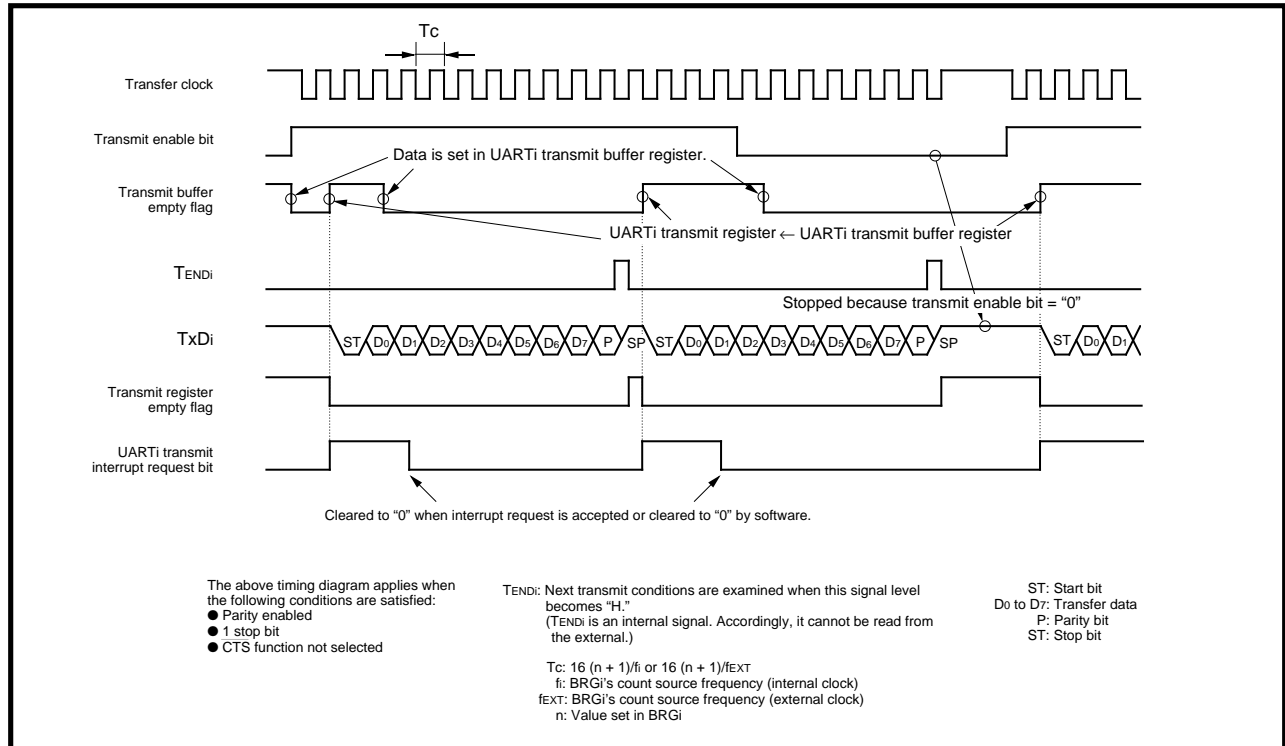 Tc
Transfer clock
Transmit enable bit
Data is set in UARTi transmit buffer register.
Transmit buffer
empty flag
UARTi transmit register ← UARTi transmit buffer register
TENDi
Stopped because transmit enable bit = “0”
TxDi
ST D0 D1 D2 D3 D4 D5 D6 D7 P SP ST D0 D1 D2 D3 D4 D5 D6 D7 P SP ST D0 D1
Transmit register
empty flag
UARTi transmit
interrupt request bit
Cleared to “0” when interrupt request is accepted or cleared to “0” by software.
The above timing diagram applies when
the following conditions are satisfied:
● Parity enabled
● 1 stop bit
● CTS function not selected
TENDi: Next transmit conditions are examined when this signal level
becomes “H.”
(TENDi is an internal signal. Accordingly, it cannot be read from
the external.)
Tc: 16 (n + 1)/fi or 16 (n + 1)/fEXT
fi: BRGi’s count source frequency (internal clock)
fEXT: BRGi’s count source frequency (external clock)
n: Value set in BRGi
ST: Start bit
D0 to D7: Transfer data
P: Parity bit
ST: Stop bit